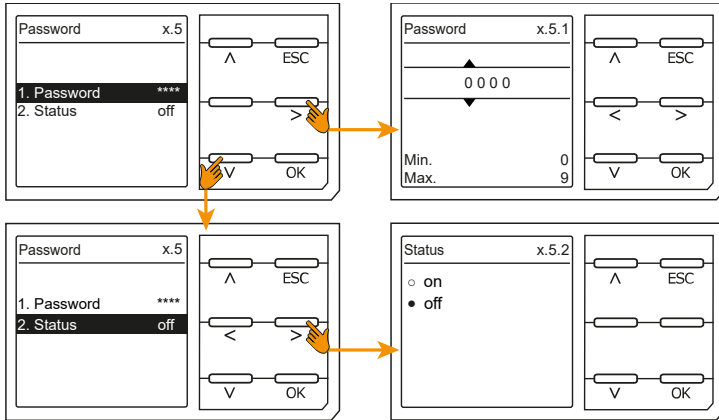 Password x.5
1. Password ****
2. Status off
ʌ ESC
>
v OK
Password x.5.1
0 0 0 0
Min. 0
Max. 9
ʌ ESC
< >
v OK
Password x.5
1. Password ****
2. Status off
ʌ ESC
< >
v OK
Status x.5.2
○ on
● off
ʌ ESC
v OK